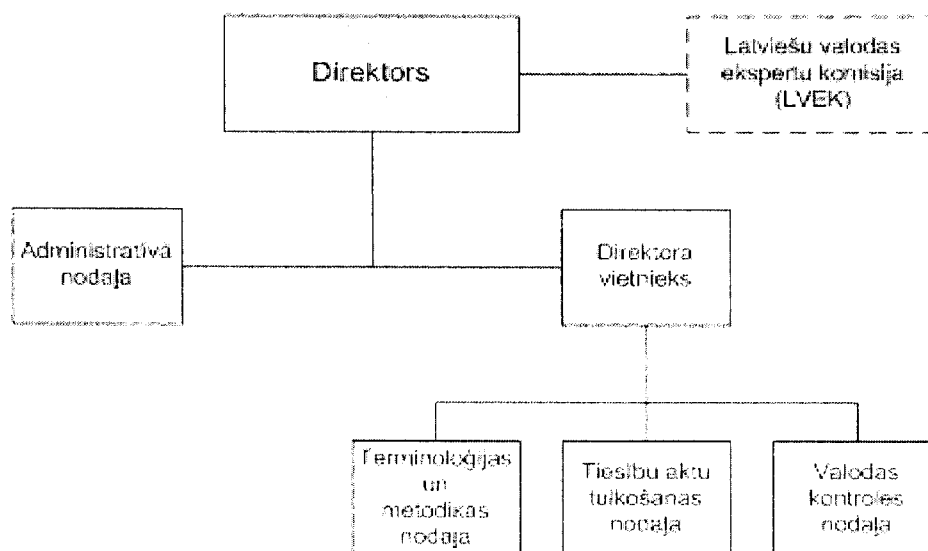 Direktors
Latviešu valodas
ekspertu komisija
(LVEK)
Administratīvā
nodaļa
Direktora
vietnieks
Terminoloģijas
un
metodikas
nodaļa
Tiesību aktu
tulkošanas
nodaļa
Valodas
kontroles
nodaļa